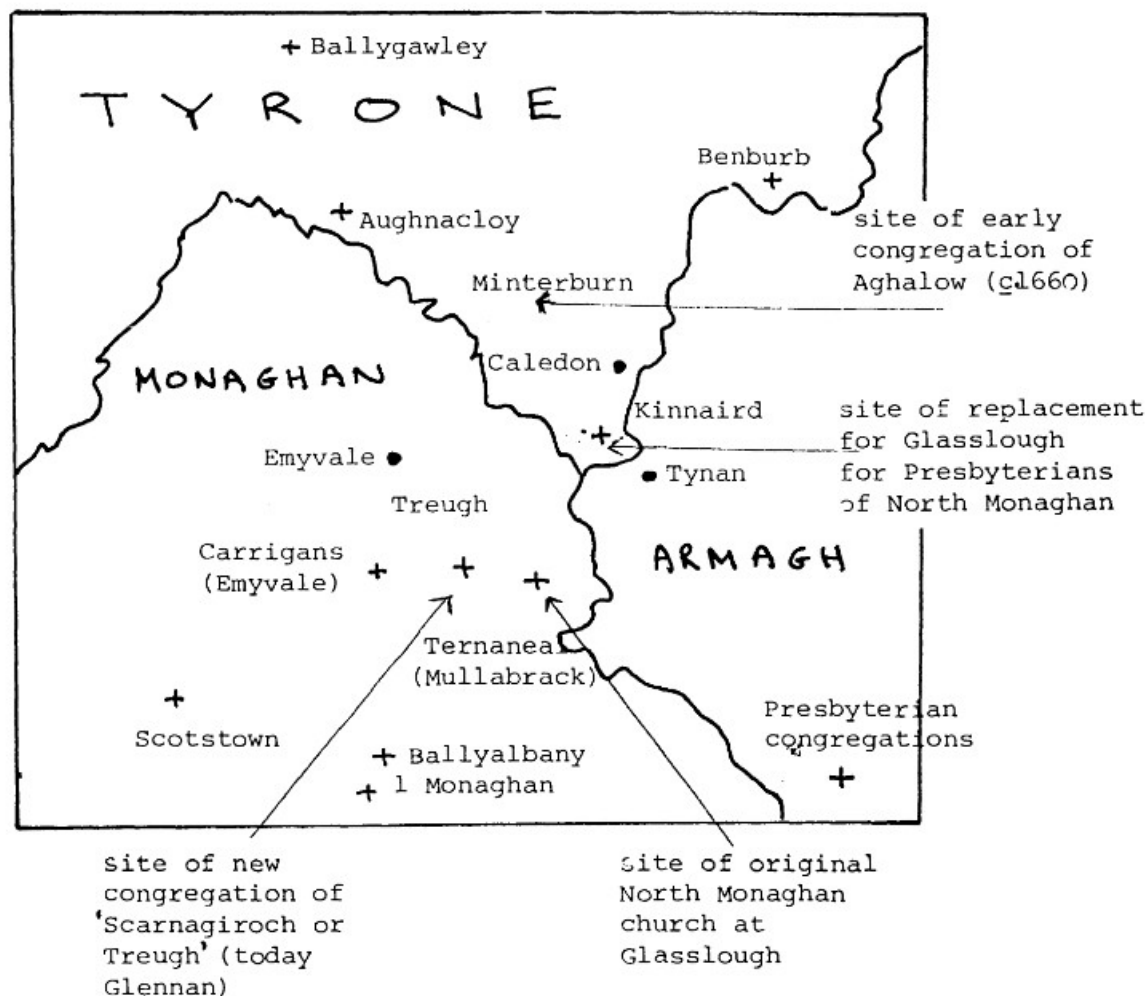 + Ballygawley
TYRONE
Benburb
Aughnacloy
site of early
congregation of
Aghalow (c1660)
Minterburn
Caledon
MONAGHAN
Kinnaird
site of replacement
for Glasslough
for Presbyterians
of North Monaghan
Emyvale
Tynan
Treugh
Carrigans
(Emyvale)
ARMAGH
Ternaneal
(Mullabrack)
Scotstown
Presbyterian
congregations
+ Ballyalbany
+ 1 Monaghan
Site of new
congregation of
'Scarnagiroch or
Treugh' (today
Glennan)
Site of original
North Monaghan
church at
Glasslough